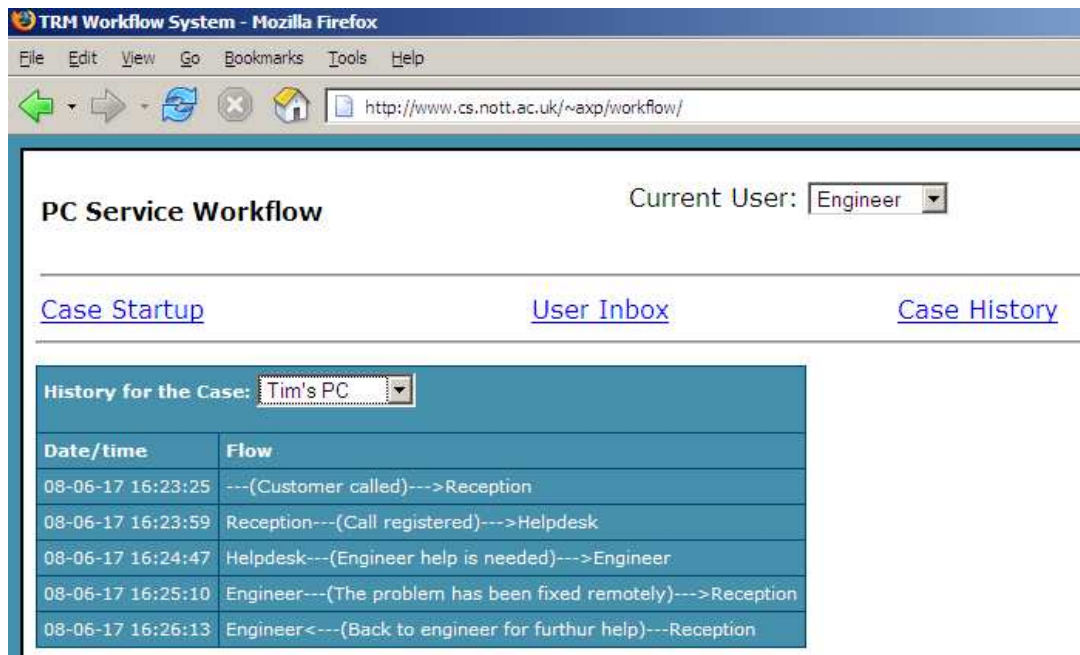 TRM Workflow System - Mozilla Firefox
File Edit View Go Bookmarks Tools Help
http://www.cs.nott.ac.uk/~axp/workflow/
PC Service Workflow Current User: Engineer
Case Startup User Inbox Case History
History for the Case: Tim's PC
Date/time Flow
08-06-17 16:23:25 ---(Customer called)--->Reception
08-06-17 16:23:59 Reception---(Call registered)--->Helpdesk
08-06-17 16:24:47 Helpdesk---(Engineer help is needed)--->Engineer
08-06-17 16:25:10 Engineer---(The problem has been fixed remotely)--->Reception
08-06-17 16:26:13 Engineer<---(Back to engineer for furthur help)---Reception